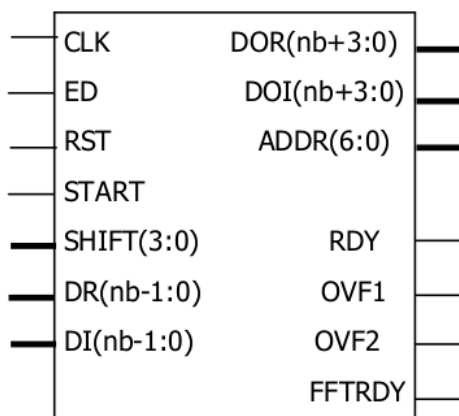 CLK
DOR(nb+3:0)
ED
DOI(nb+3:0)
RST
ADDR(6:0)
START
SHIFT(3:0)
RDY
DR(nb-1:0)
OVF1
DI(nb-1:0)
OVF2
FFTRDY